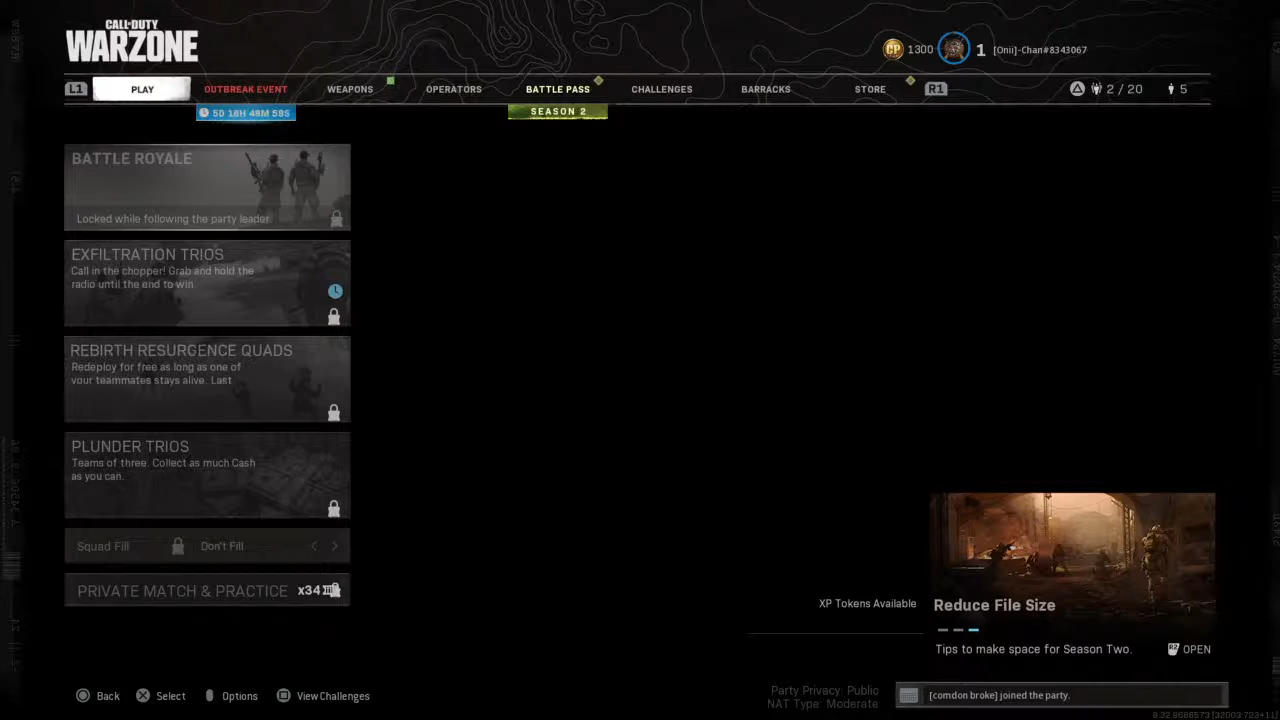 CALL·DUTY
WARZONE
CP 1300 1 [Onii]-Chan#8343067
L1 PLAY OUTBREAK EVENT WEAPONS OPERATORS BATTLE PASS CHALLENGES BARRACKS STORE R1 2 / 20 5
5D 18H 49M 59S
SEASON 2
BATTLE ROYALE
Locked while following the party leader
EXFILTRATION TRIOS
Call in the chopper! Grab and hold the
radio until the end to win
REBIRTH RESURGENCE QUADS
Redeploy for free as long as one of
your teammates stays alive. Last
PLUNDER TRIOS
Teams of three. Collect as much Cash
as you can.
Squad Fill Don't Fill
PRIVATE MATCH & PRACTICE x34
XP Tokens Available
Reduce File Size
Tips to make space for Season Two.
R2 OPEN
Back Select Options View Challenges
Party Privacy: Public
NAT Type: Moderate
[comdon broke] joined the party.